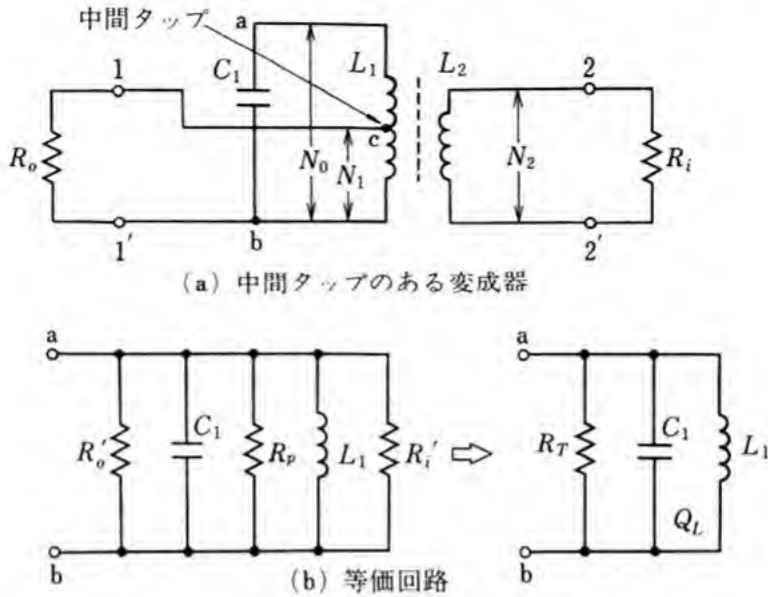 中間タップ
a
1
C₁
L₁
L₂
2
Rₒ
c
N₀
N₁
N₂
Rᵢ
1′
b
2′
(a) 中間タップのある変成器
a
a
Rₒ′
C₁
Rₚ
L₁
Rᵢ′
⇨
R_T
C₁
L₁
Q_L
b
b
(b) 等価回路